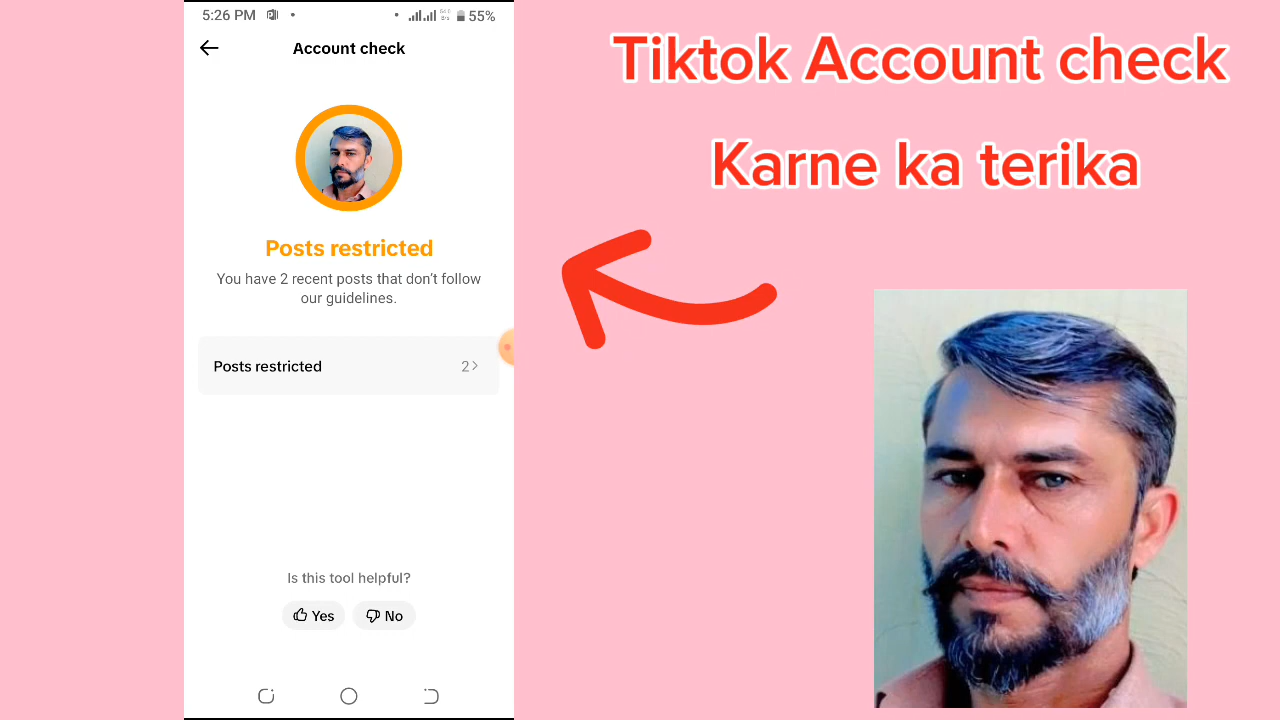 5:26 PM
55%
Account check
Posts restricted
You have 2 recent posts that don't follow
our guidelines.
Posts restricted
2
Is this tool helpful?
Yes
No
Tiktok Account check
Karne ka terika